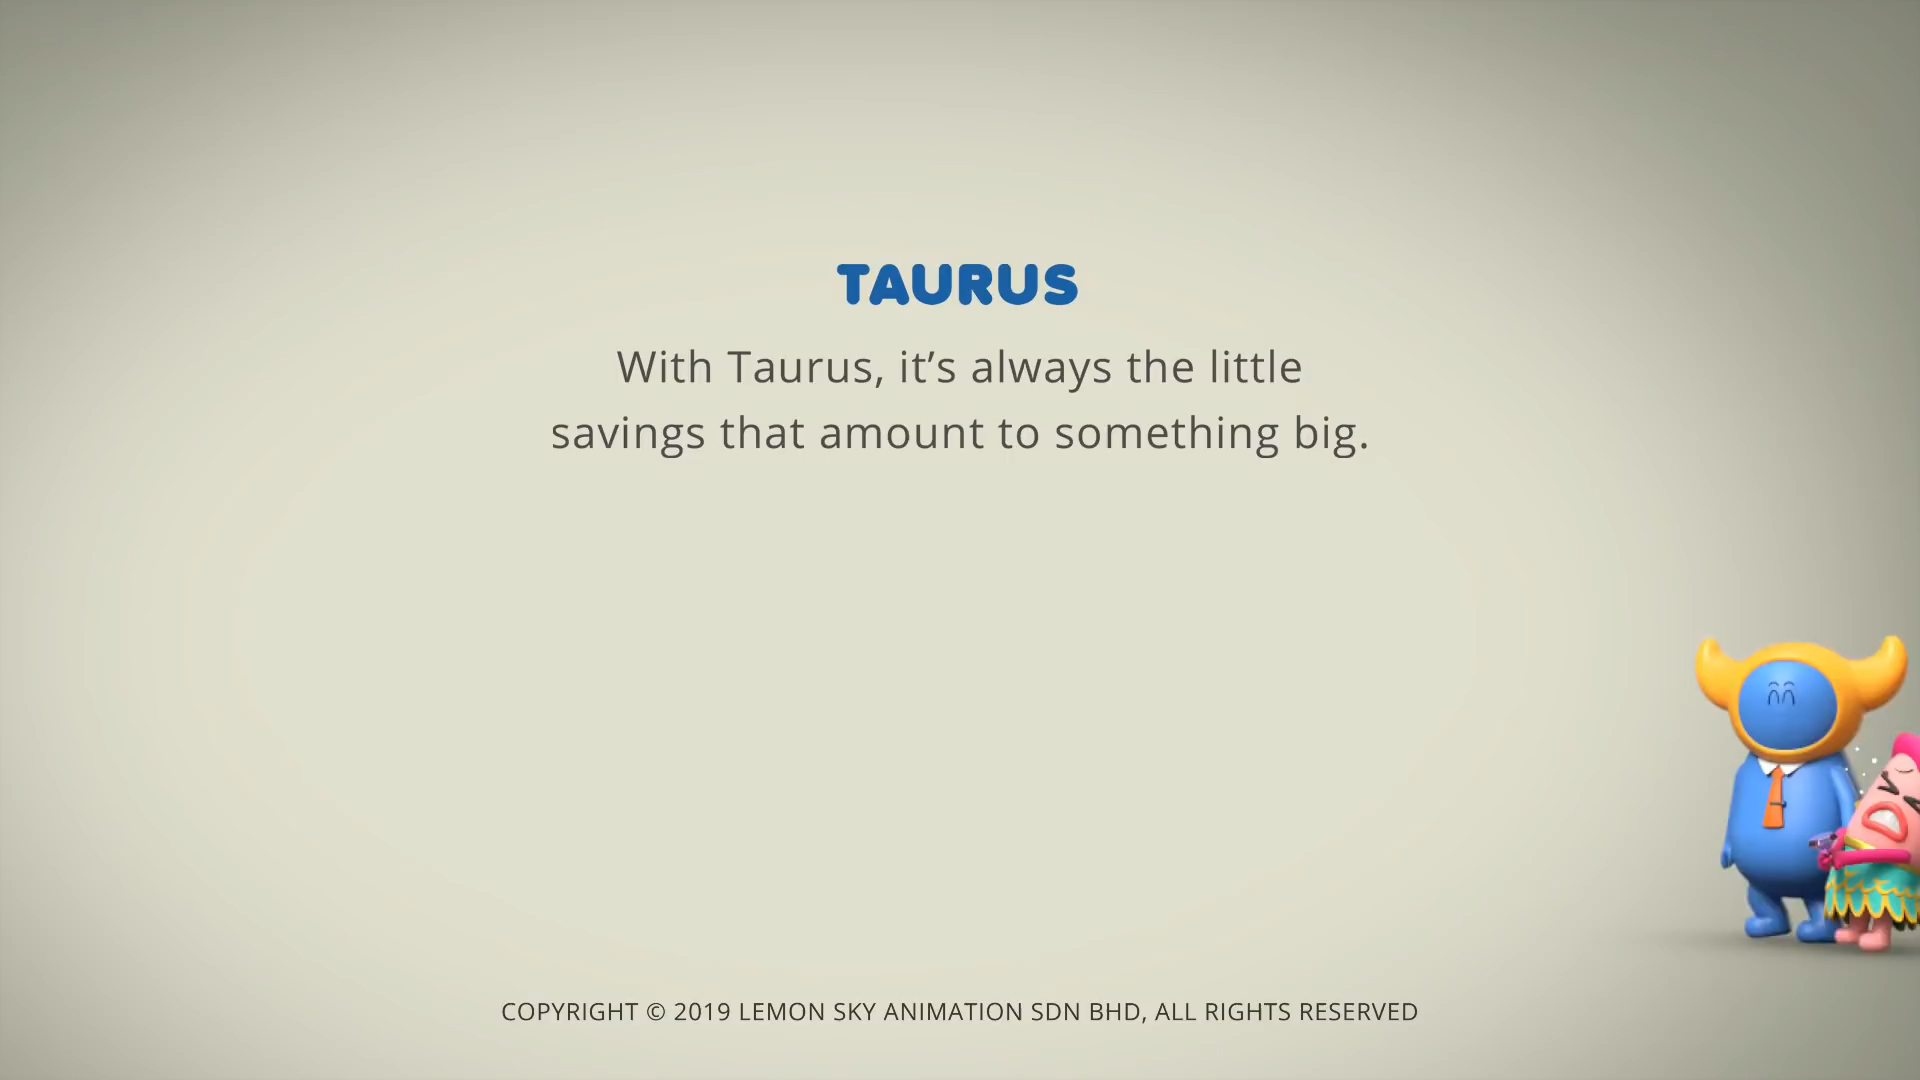 TAURUS
With Taurus, it’s always the little
savings that amount to something big.
COPYRIGHT © 2019 LEMON SKY ANIMATION SDN BHD, ALL RIGHTS RESERVED